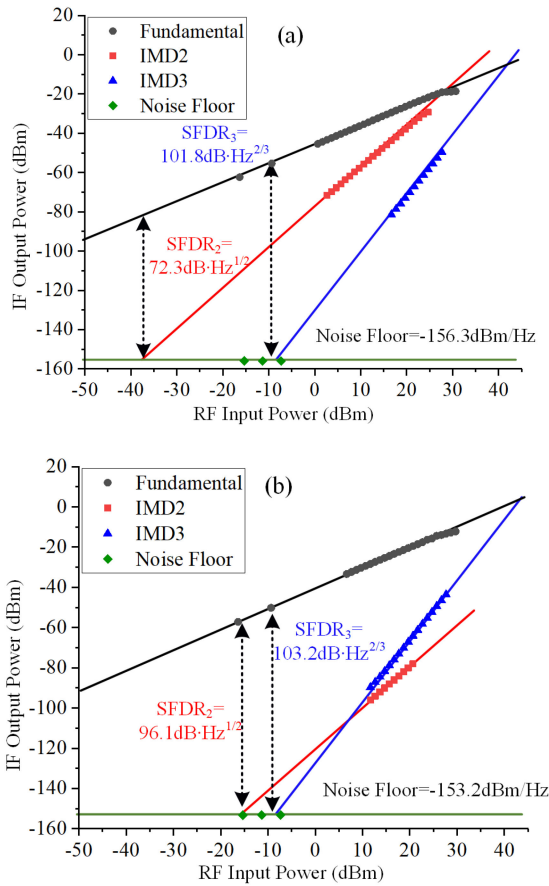 (a)
Fundamental
IMD2
IMD3
Noise Floor
SFDR3=
101.8dB·Hz2/3
SFDR2=
72.3dB·Hz1/2
Noise Floor=-156.3dBm/Hz
IF Output Power (dBm)
20
0
-20
-40
-60
-80
-100
-120
-140
-160
-50 -40 -30 -20 -10 0 10 20 30 40
RF Input Power (dBm)
(b)
Fundamental
IMD2
IMD3
Noise Floor
SFDR3=
103.2dB·Hz2/3
SFDR2=
96.1dB·Hz1/2
Noise Floor=-153.2dBm/Hz
IF Output Power (dBm)
20
0
-20
-40
-60
-80
-100
-120
-140
-160
-50 -40 -30 -20 -10 0 10 20 30 40
RF Input Power (dBm)